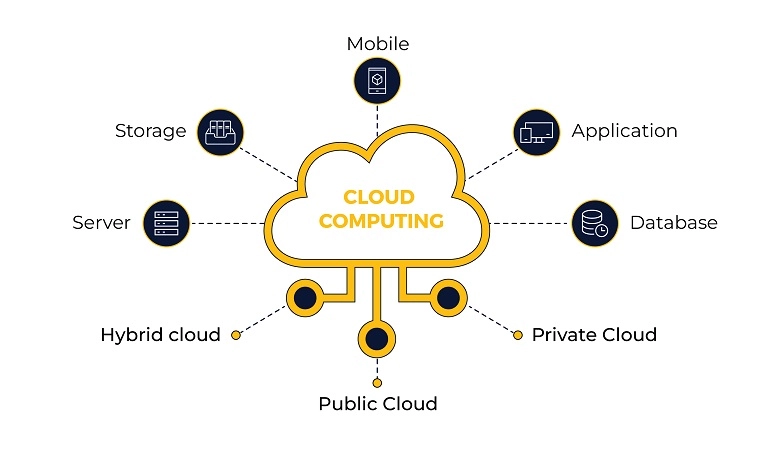 Mobile
Storage
Application
CLOUD
COMPUTING
Server
Database
Hybrid cloud
Private Cloud
Public Cloud